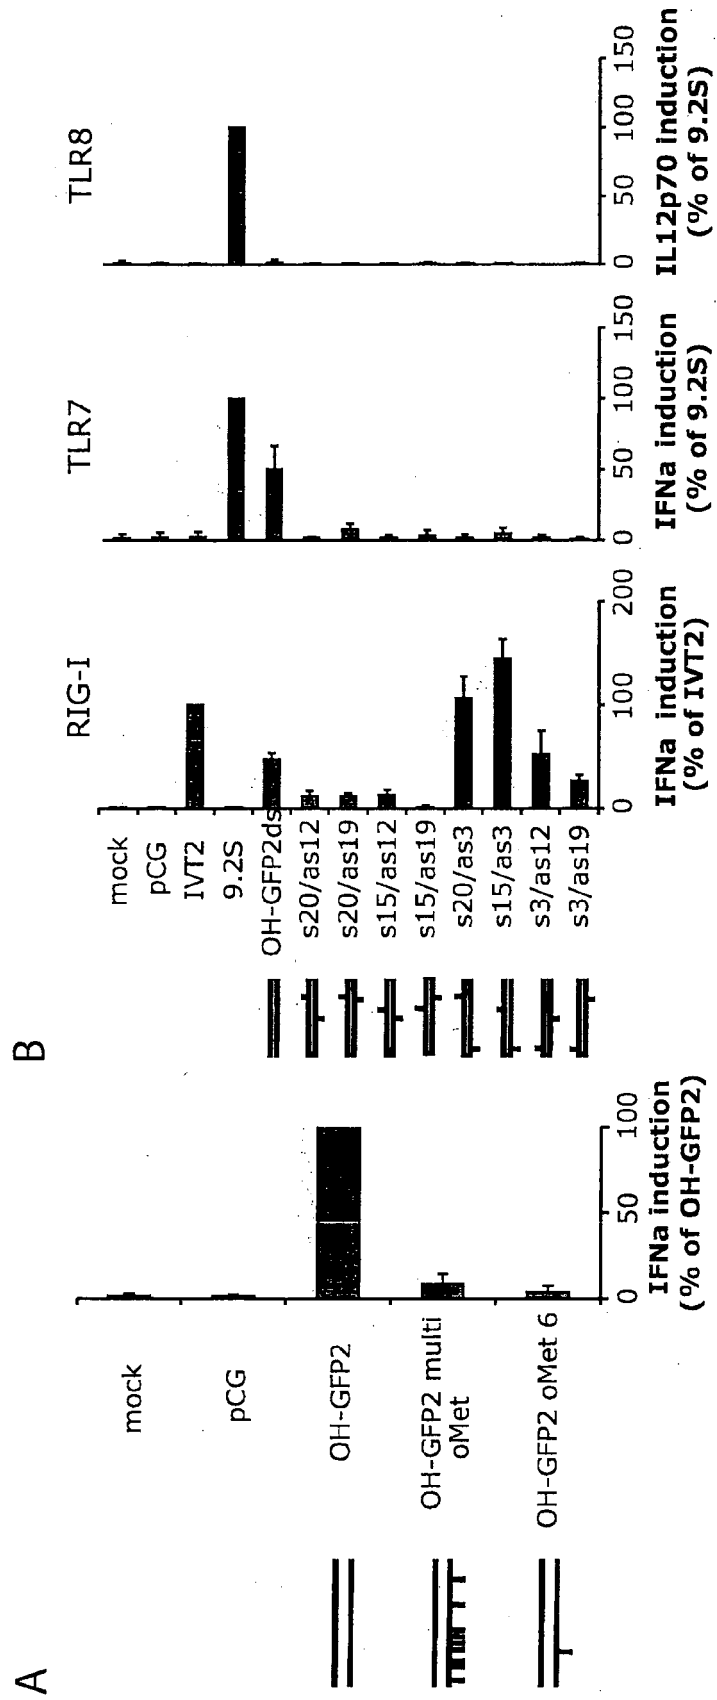 A
mock
pCG
OH-GFP2
OH-GFP2 multi
oMet
OH-GFP2 oMet 6
0
50
100
IFNa induction
(% of OH-GFP2)
B
RIG-I
TLR7
TLR8
mock
pCG
IVT2
9.2S
OH-GFP2ds
s20/as12
s20/as19
s15/as12
s15/as19
s20/as3
s15/as3
s3/as12
s3/as19
0
100
200
IFNa induction
(% of IVT2)
0
50
100
150
IFNa induction
(% of 9.2S)
0
50
100
150
IL12p70 induction
(% of 9.2S)